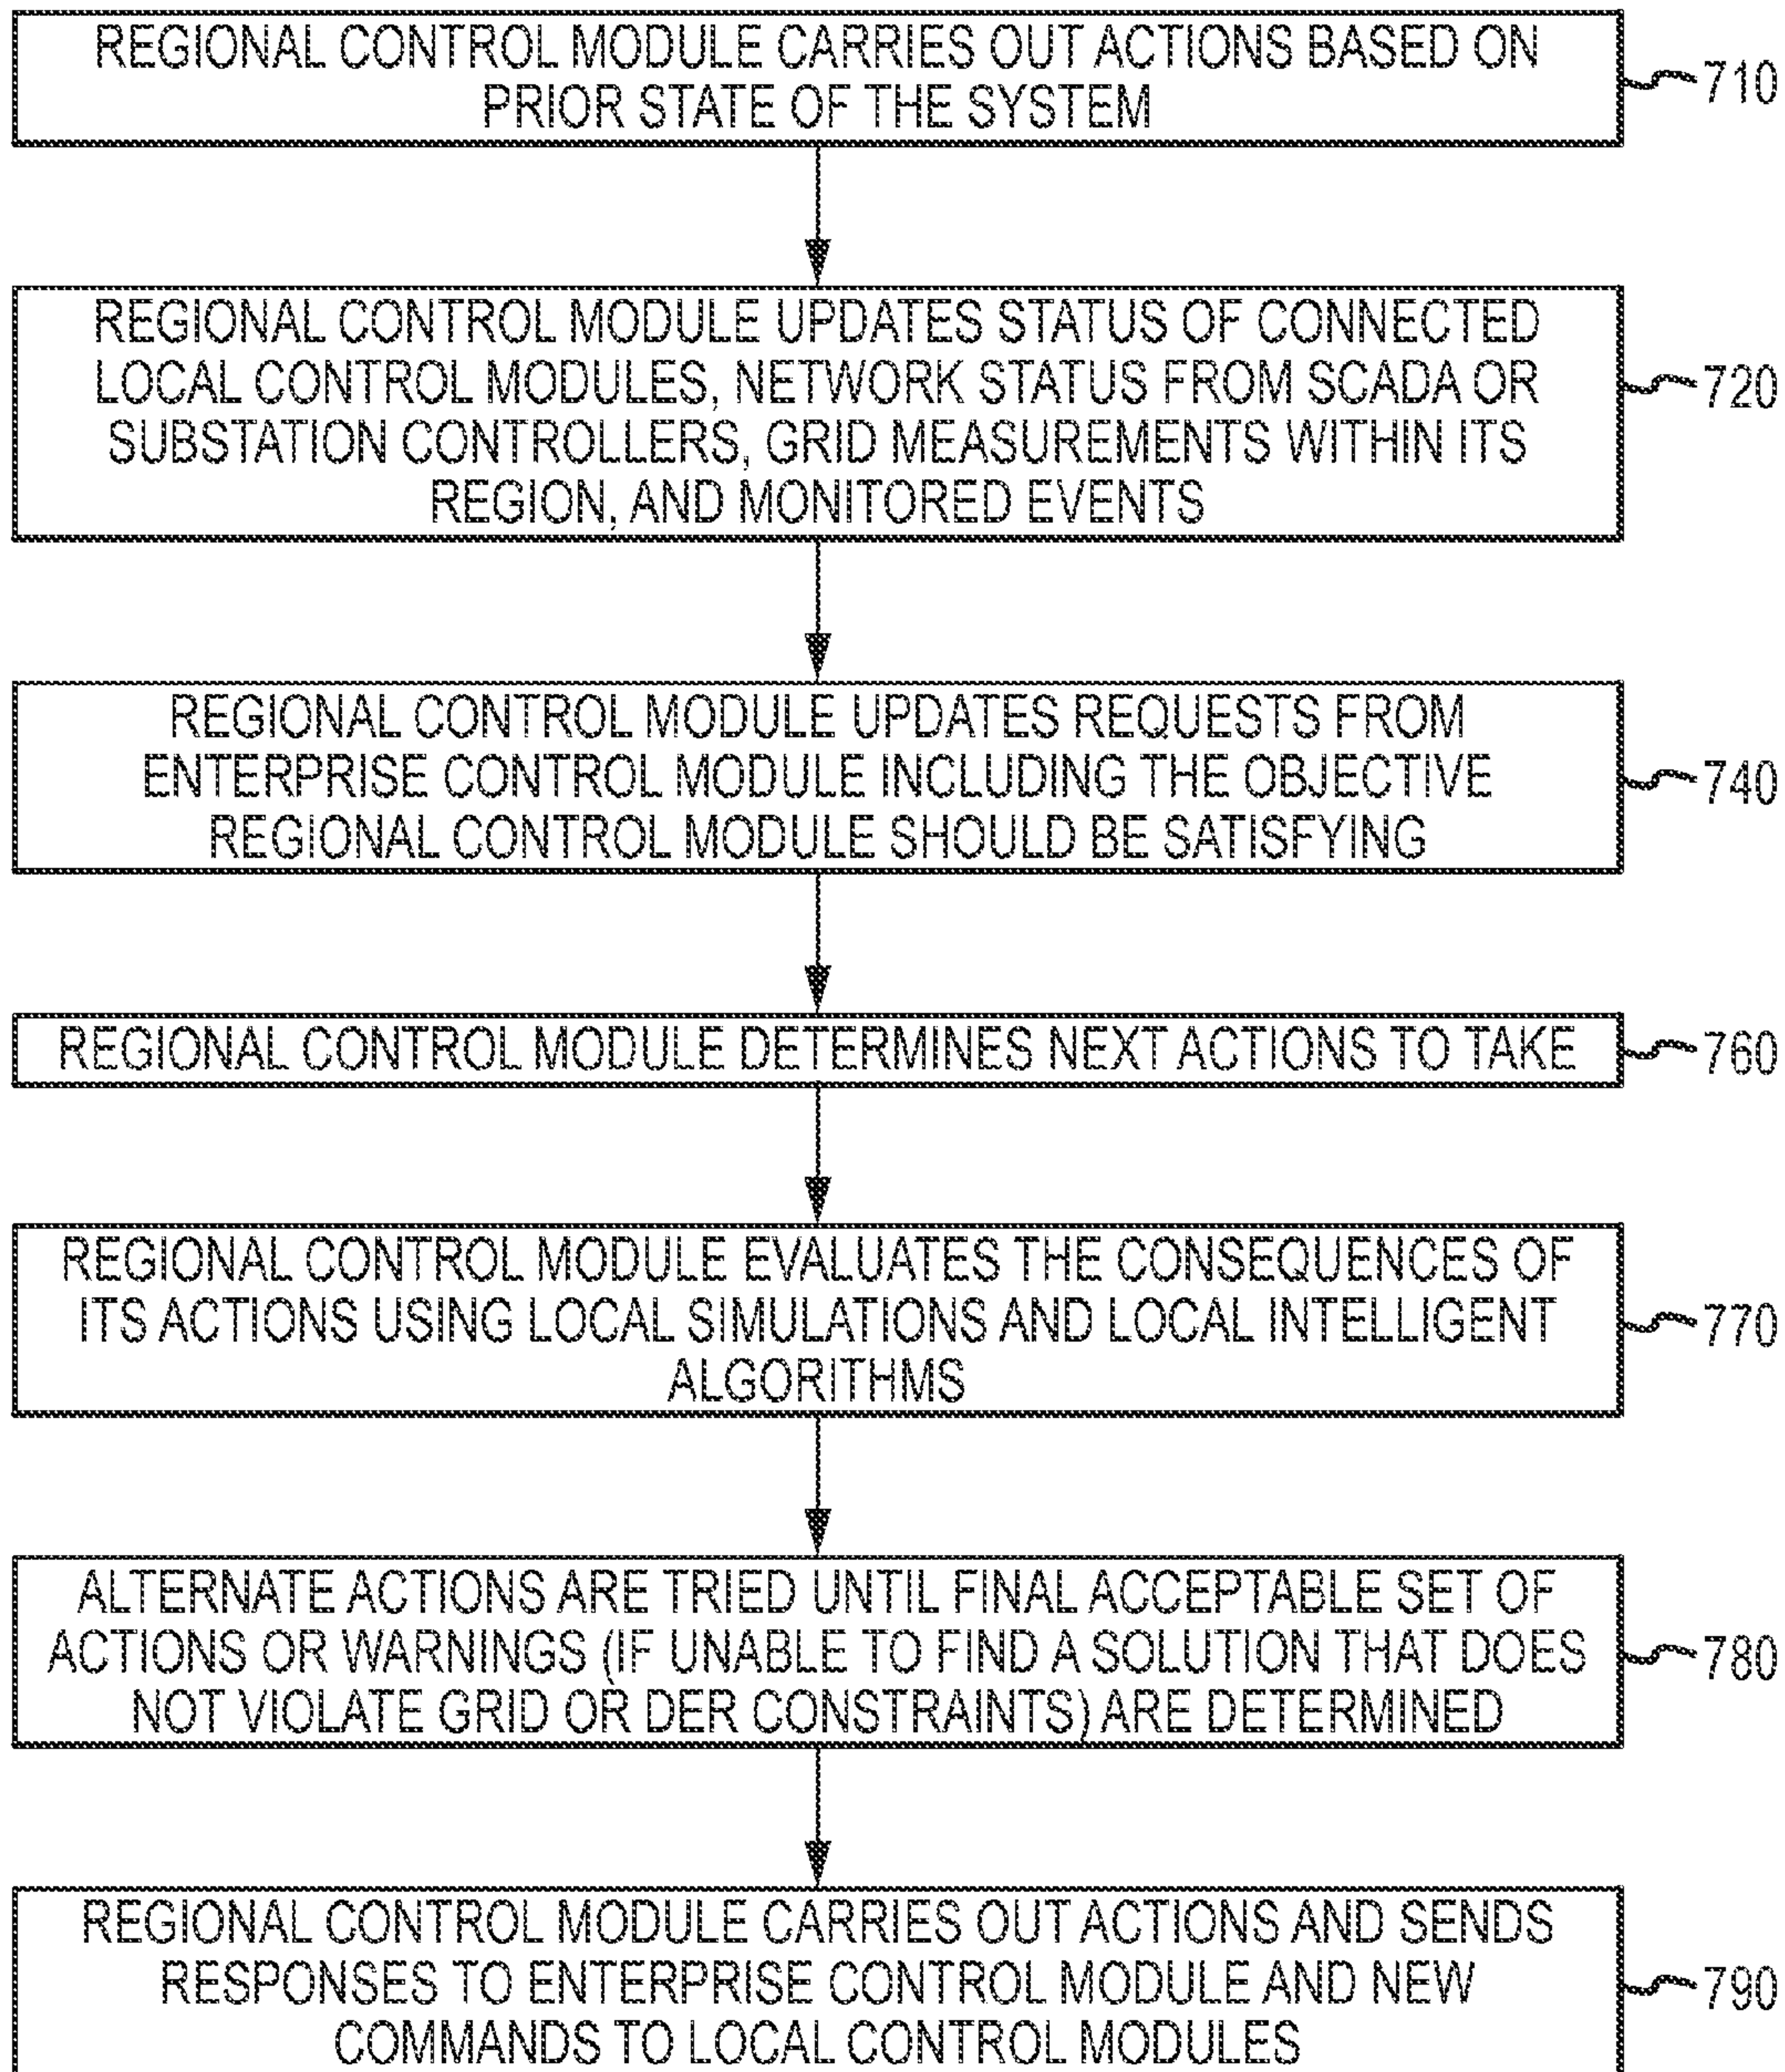 REGIONAL CONTROL MODULE CARRIES OUT ACTIONS BASED ON
PRIOR STATE OF THE SYSTEM
710
REGIONAL CONTROL MODULE UPDATES STATUS OF CONNECTED
LOCAL CONTROL MODULES, NETWORK STATUS FROM SCADA OR
SUBSTATION CONTROLLERS, GRID MEASUREMENTS WITHIN ITS
REGION, AND MONITORED EVENTS
720
REGIONAL CONTROL MODULE UPDATES REQUESTS FROM
ENTERPRISE CONTROL MODULE INCLUDING THE OBJECTIVE
REGIONAL CONTROL MODULE SHOULD BE SATISFYING
740
REGIONAL CONTROL MODULE DETERMINES NEXT ACTIONS TO TAKE
760
REGIONAL CONTROL MODULE EVALUATES THE CONSEQUENCES OF
ITS ACTIONS USING LOCAL SIMULATIONS AND LOCAL INTELLIGENT
ALGORITHMS
770
ALTERNATE ACTIONS ARE TRIED UNTIL FINAL ACCEPTABLE SET OF
ACTIONS OR WARNINGS (IF UNABLE TO FIND A SOLUTION THAT DOES
NOT VIOLATE GRID OR DER CONSTRAINTS) ARE DETERMINED
780
REGIONAL CONTROL MODULE CARRIES OUT ACTIONS AND SENDS
RESPONSES TO ENTERPRISE CONTROL MODULE AND NEW
COMMANDS TO LOCAL CONTROL MODULES
790